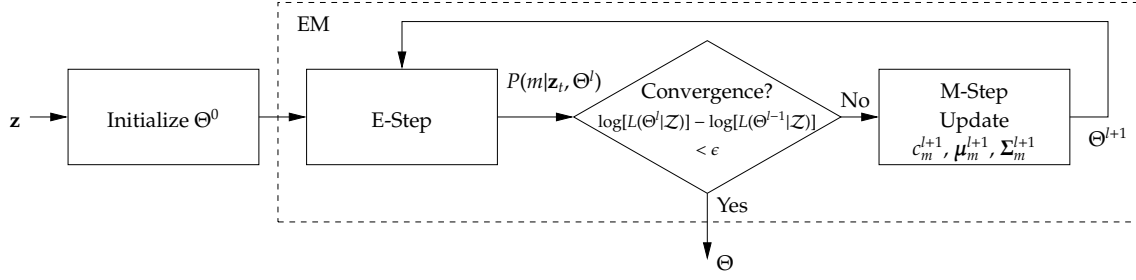 EM
z
Initialize Θ⁰
E-Step
P(m|z_t, Θ^l)
Convergence?
log[L(Θ^l|𝒵)] − log[L(Θ^{l−1}|𝒵)]
< ϵ
No
M-Step
Update
c_m^{l+1}, μ_m^{l+1}, Σ_m^{l+1}
Θ^{l+1}
Yes
Θ